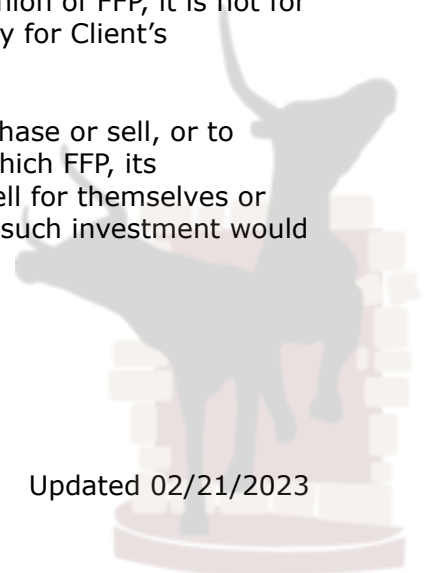 nion of FFP, it is not for
y for Client's
hase or sell, or to
hich FFP, its
ell for themselves or
such investment would
Updated 02/21/2023